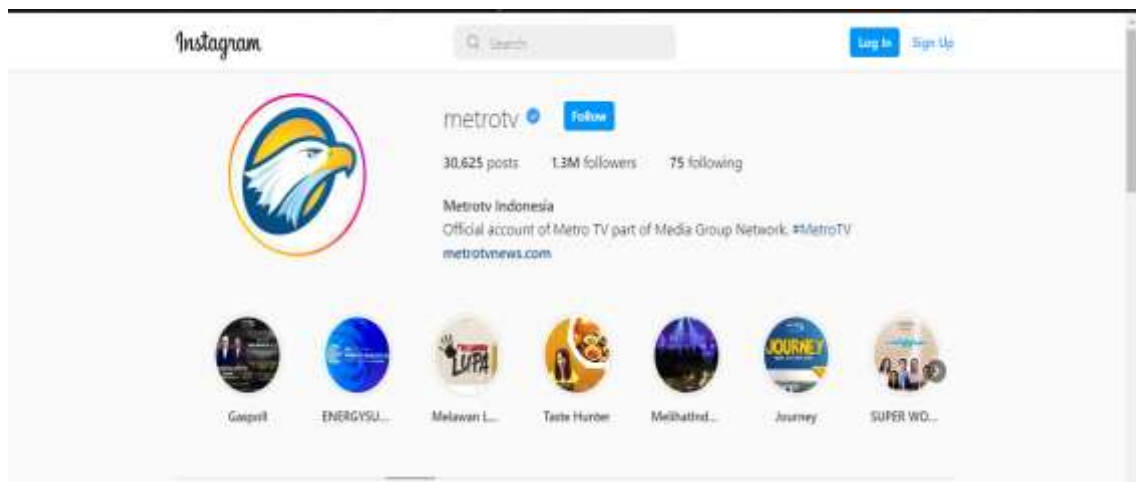 Instagram
Search
Log In
Sign Up
metrotv
Follow
30,625 posts 1.3M followers 75 following
Metrotv Indonesia
Official account of Metro TV part of Media Group Network. #MetroTV
metrotvnews.com
LUPA
JOURNEY
Gaspoll
ENERGYSU...
Melawan L...
Taste Hunter
MelihatInd...
Journey
SUPER WO...